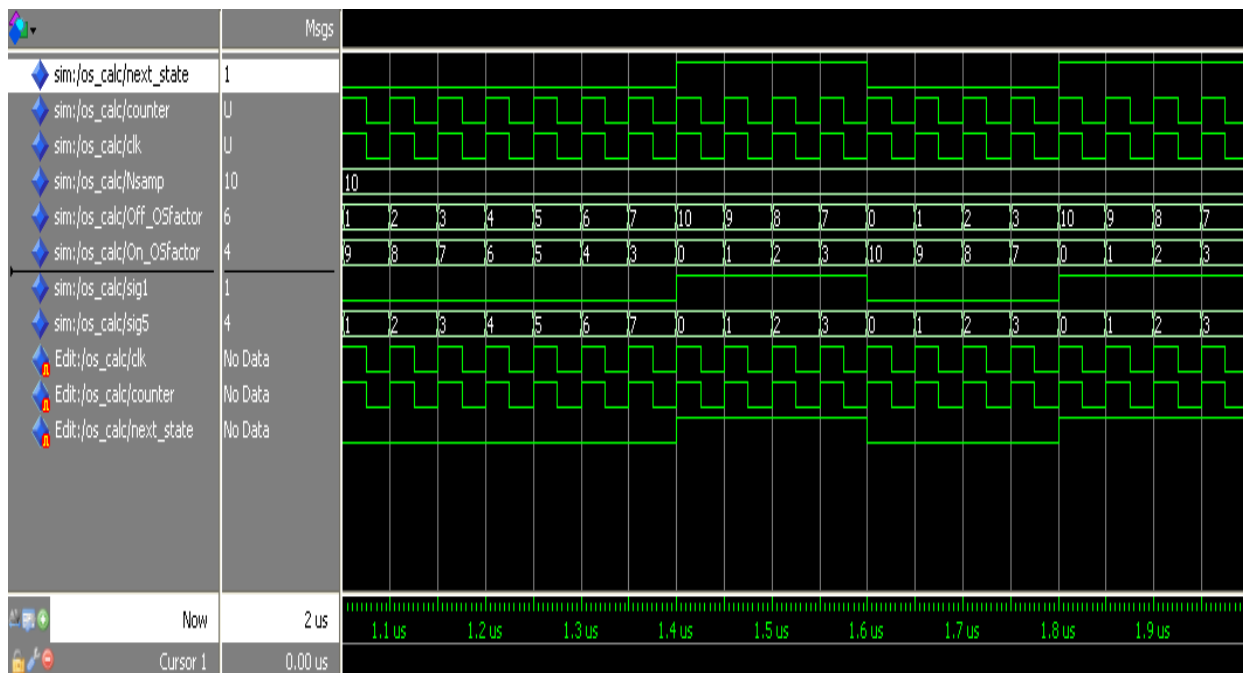 Msgs
sim:/os_calc/next_state 1
sim:/os_calc/counter U
sim:/os_calc/clk U
sim:/os_calc/Nsamp 10 10
sim:/os_calc/Off_OSfactor 6 1 2 3 4 5 6 7 10 9 8 7 0 1 2 3 10 9 8 7
sim:/os_calc/On_OSfactor 4 9 8 7 6 5 4 3 0 1 2 3 10 9 8 7 0 1 2 3
sim:/os_calc/sig1 1
sim:/os_calc/sig5 4 1 2 3 4 5 6 7 0 1 2 3 0 1 2 3 0 1 2 3
Edit:/os_calc/clk No Data
Edit:/os_calc/counter No Data
Edit:/os_calc/next_state No Data
Now 2 us
1.1 us 1.2 us 1.3 us 1.4 us 1.5 us 1.6 us 1.7 us 1.8 us 1.9 us
Cursor 1 0.00 us